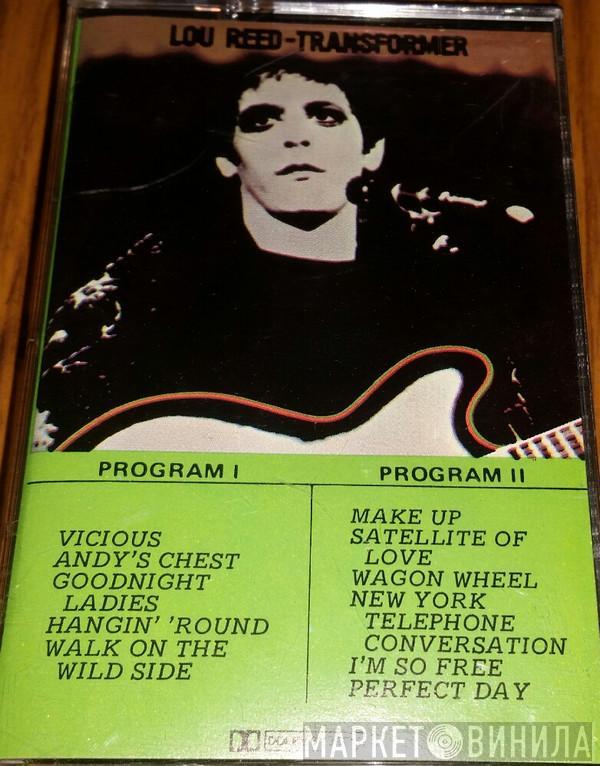 LOU REED-TRANSFORMER
PROGRAM I
VICIOUS
ANDY'S CHEST
GOODNIGHT
LADIES
HANGIN' 'ROUND
WALK ON THE
WILD SIDE
PROGRAM II
MAKE UP
SATELLITE OF
LOVE
WAGON WHEEL
NEW YORK
TELEPHONE
CONVERSATION
I'M SO FREE
PERFECT DAY
МАРКЕТ ВИНИЛА